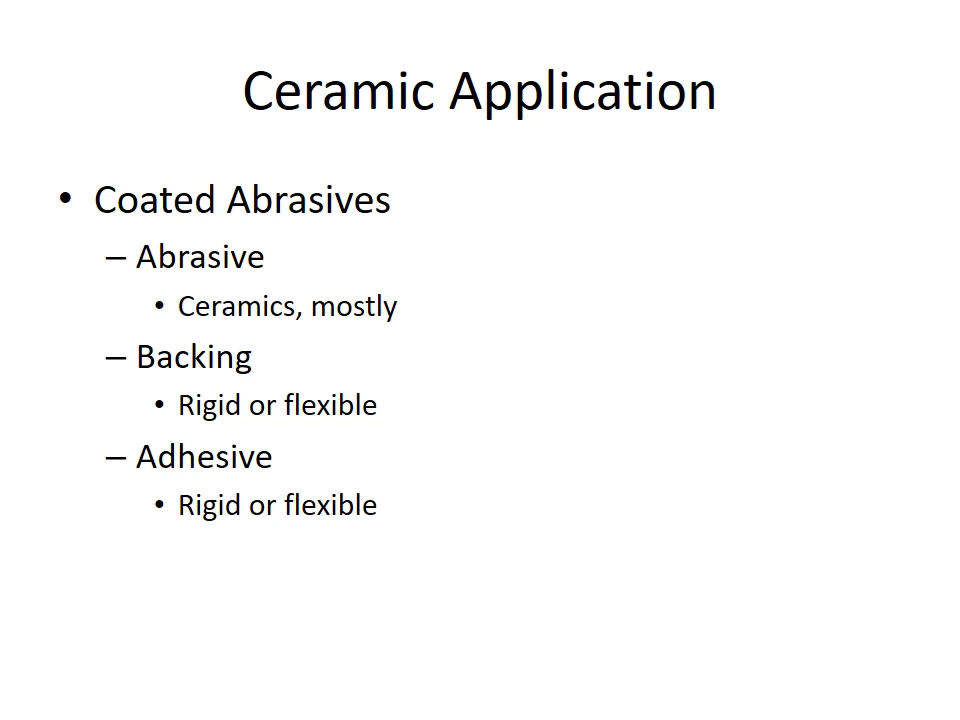 Ceramic Application
• Coated Abrasives
– Abrasive
• Ceramics, mostly
– Backing
• Rigid or flexible
– Adhesive
• Rigid or flexible